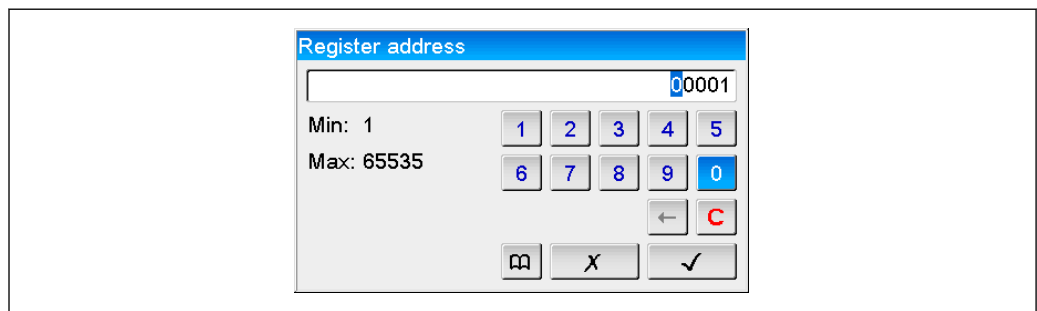 Register address
00001
Min: 1
Max: 65535
1 2 3 4 5
6 7 8 9 0
← C
✗ ✓